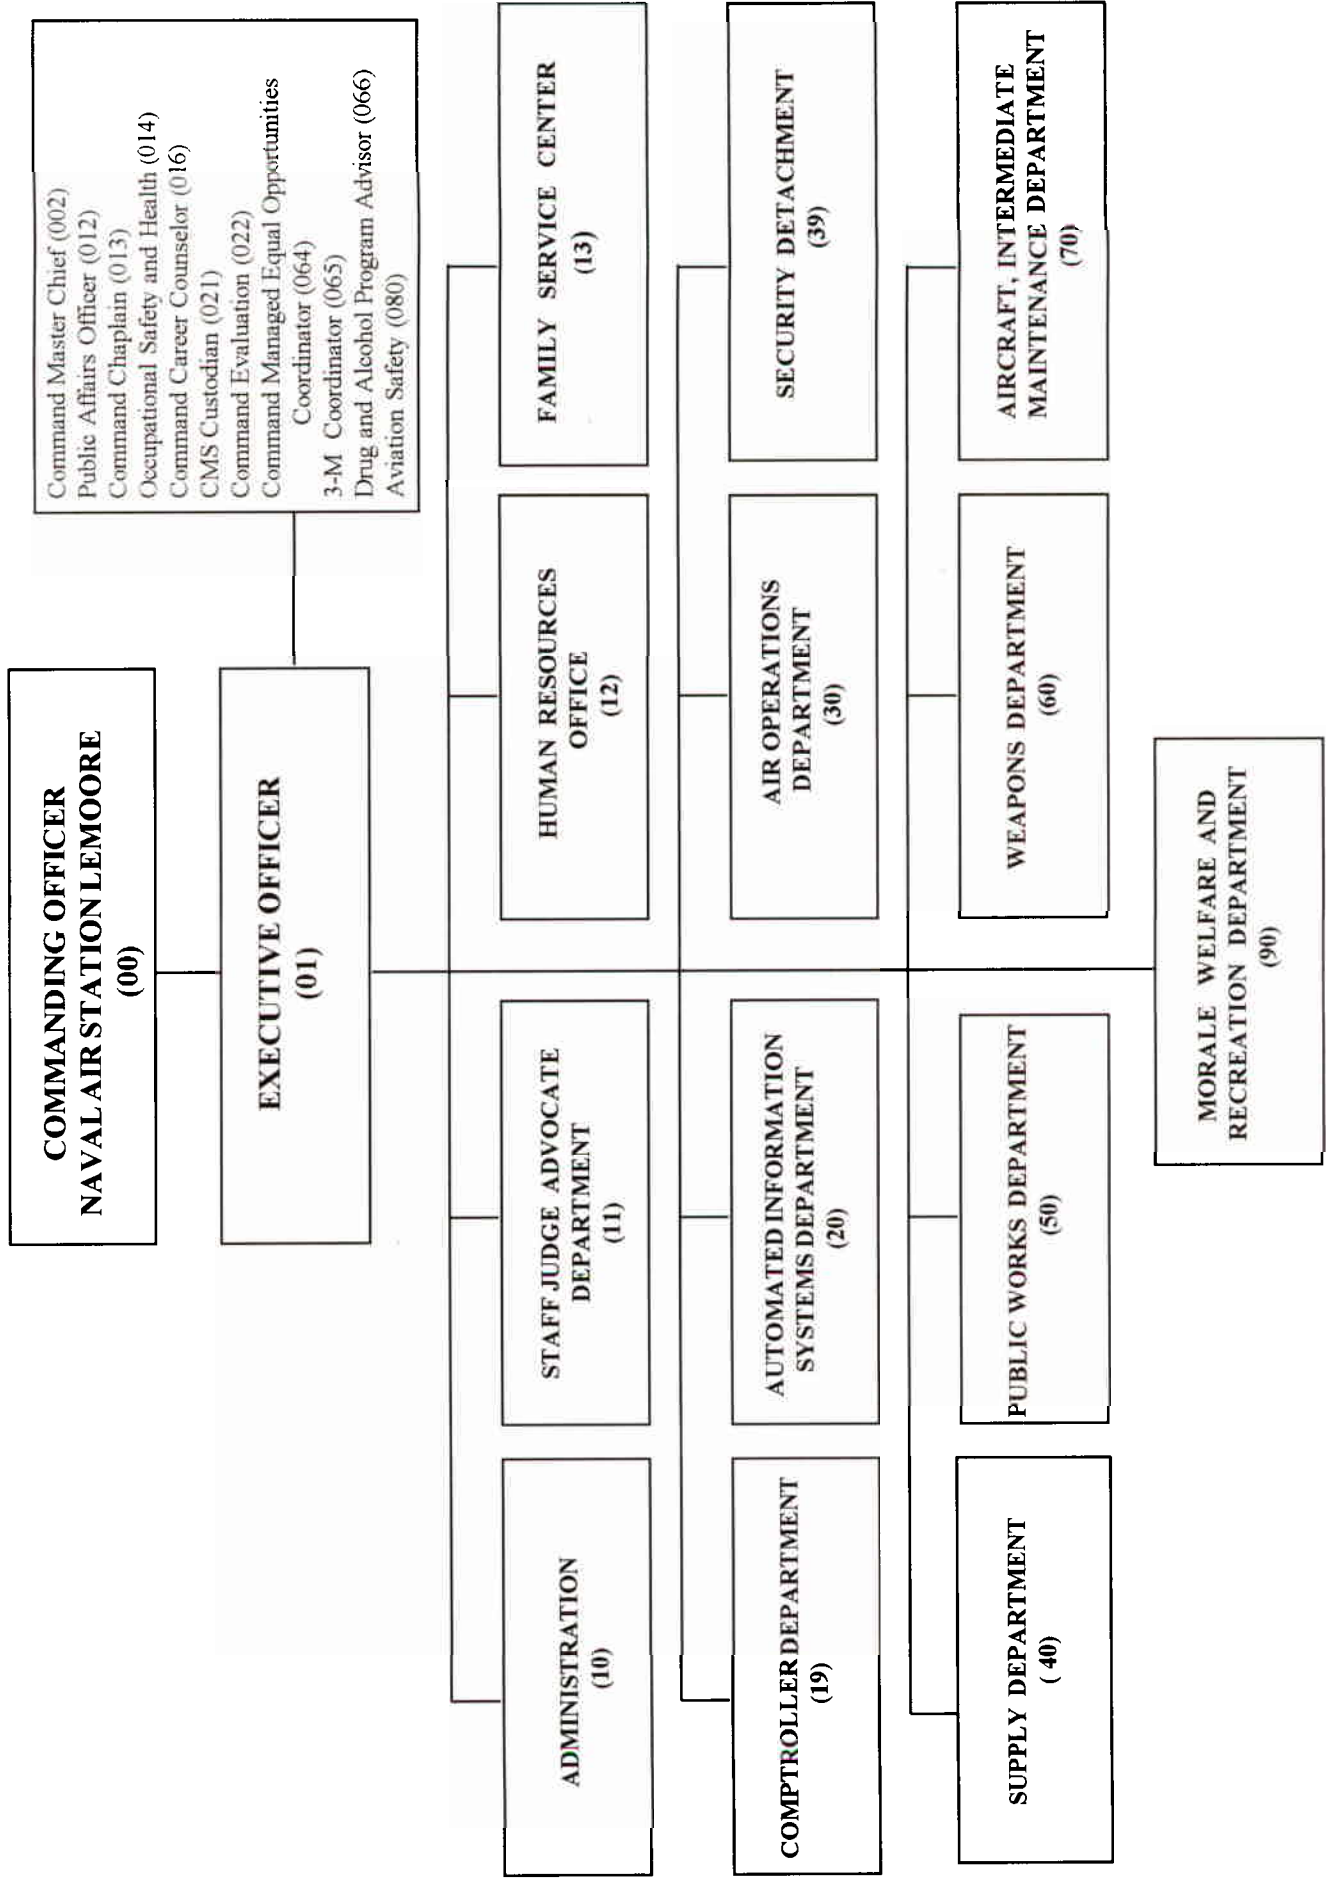 COMMANDING OFFICER
NAVAL AIR STATION LEMOORE
(00)
EXECUTIVE OFFICER
(01)
Command Master Chief (002)
Public Affairs Officer (012)
Command Chaplain (013)
Occupational Safety and Health (014)
Command Career Counselor (016)
CMS Custodian (021)
Command Evaluation (022)
Command Managed Equal Opportunities
Coordinator (064)
3-M Coordinator (065)
Drug and Alcohol Program Advisor (066)
Aviation Safety (080)
ADMINISTRATION
(10)
STAFF JUDGE ADVOCATE
DEPARTMENT
(11)
HUMAN RESOURCES
OFFICE
(12)
FAMILY SERVICE CENTER
(13)
COMPTROLLER DEPARTMENT
(19)
AUTOMATED INFORMATION
SYSTEMS DEPARTMENT
(20)
AIR OPERATIONS
DEPARTMENT
(30)
SECURITY DETACHMENT
(39)
SUPPLY DEPARTMENT
( 40)
PUBLIC WORKS DEPARTMENT
(50)
WEAPONS DEPARTMENT
(60)
AIRCRAFT, INTERMEDIATE
MAINTENANCE DEPARTMENT
(70)
MORALE WELFARE AND
RECREATION DEPARTMENT
(90)